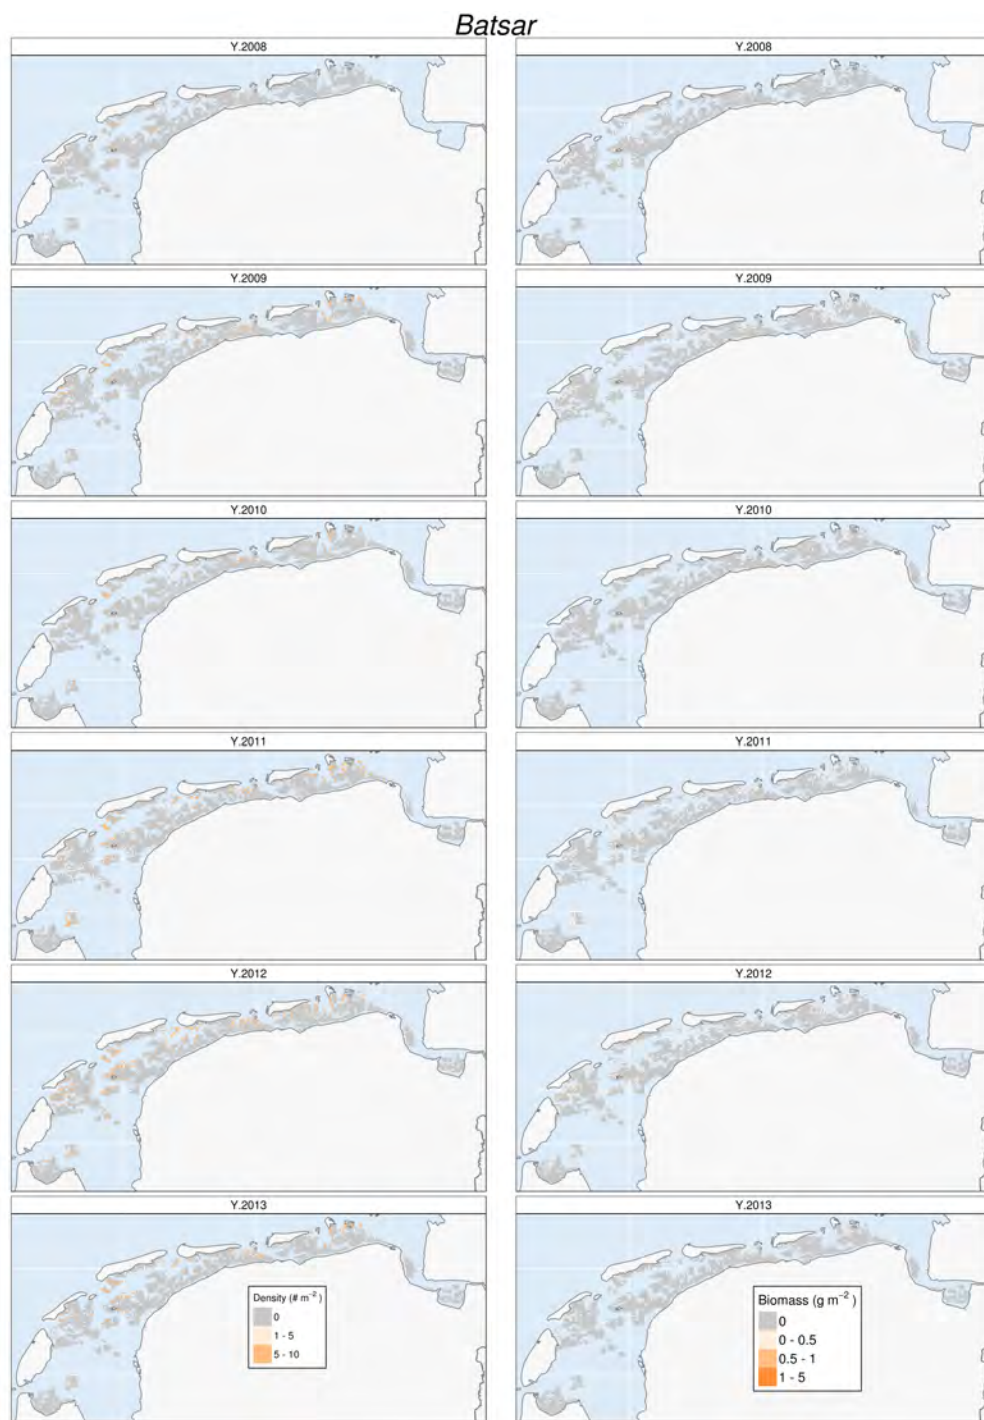 Batsar
Y.2008
Y.2008
Y.2009
Y.2009
Y.2010
Y.2010
Y.2011
Y.2011
Y.2012
Y.2012
Y.2013
Y.2013
Density (# m⁻²)
0
1 - 5
5 - 10
Biomass (g m⁻²)
0
0 - 0.5
0.5 - 1
1 - 5